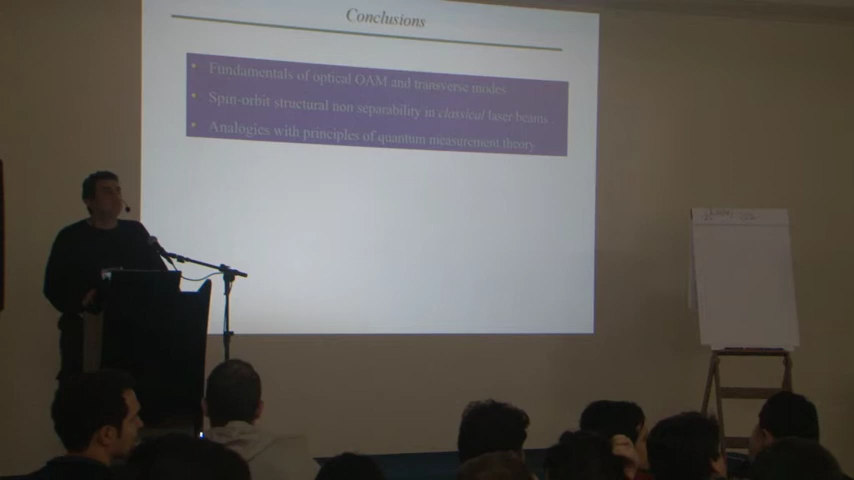 Conclusions
• Fundamentals of optical OAM and transverse modes
• Spin-orbit structural non separability in classical laser beams
• Analogies with principles of quantum measurement theory